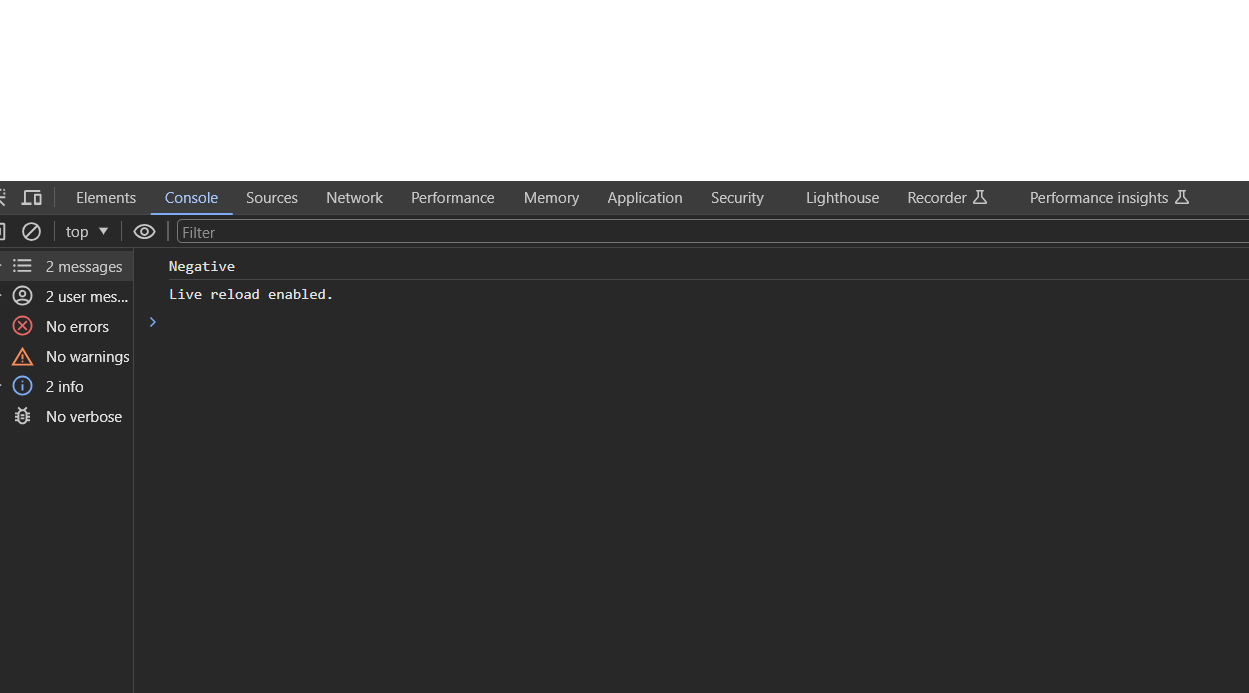 Elements Console Sources Network Performance Memory Application Security Lighthouse Recorder Performance insights
top Filter
2 messages
2 user mes...
No errors
No warnings
2 info
No verbose
Negative
Live reload enabled.